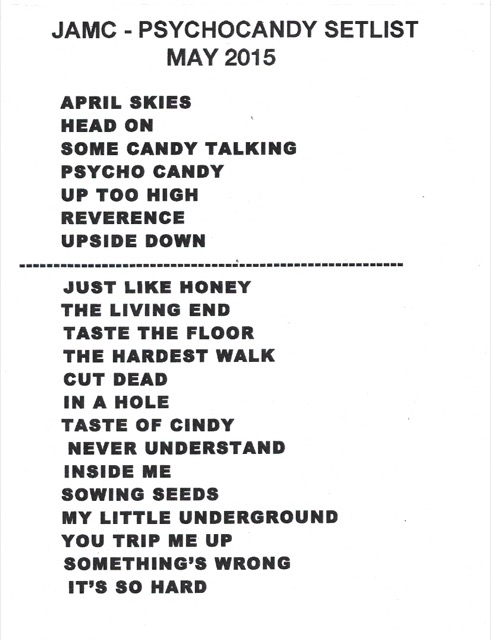 JAMC - PSYCHOCANDY SETLIST
MAY 2015
APRIL SKIES
HEAD ON
SOME CANDY TALKING
PSYCHO CANDY
UP TOO HIGH
REVERENCE
UPSIDE DOWN
JUST LIKE HONEY
THE LIVING END
TASTE THE FLOOR
THE HARDEST WALK
CUT DEAD
IN A HOLE
TASTE OF CINDY
NEVER UNDERSTAND
INSIDE ME
SOWING SEEDS
MY LITTLE UNDERGROUND
YOU TRIP ME UP
SOMETHING'S WRONG
IT'S SO HARD